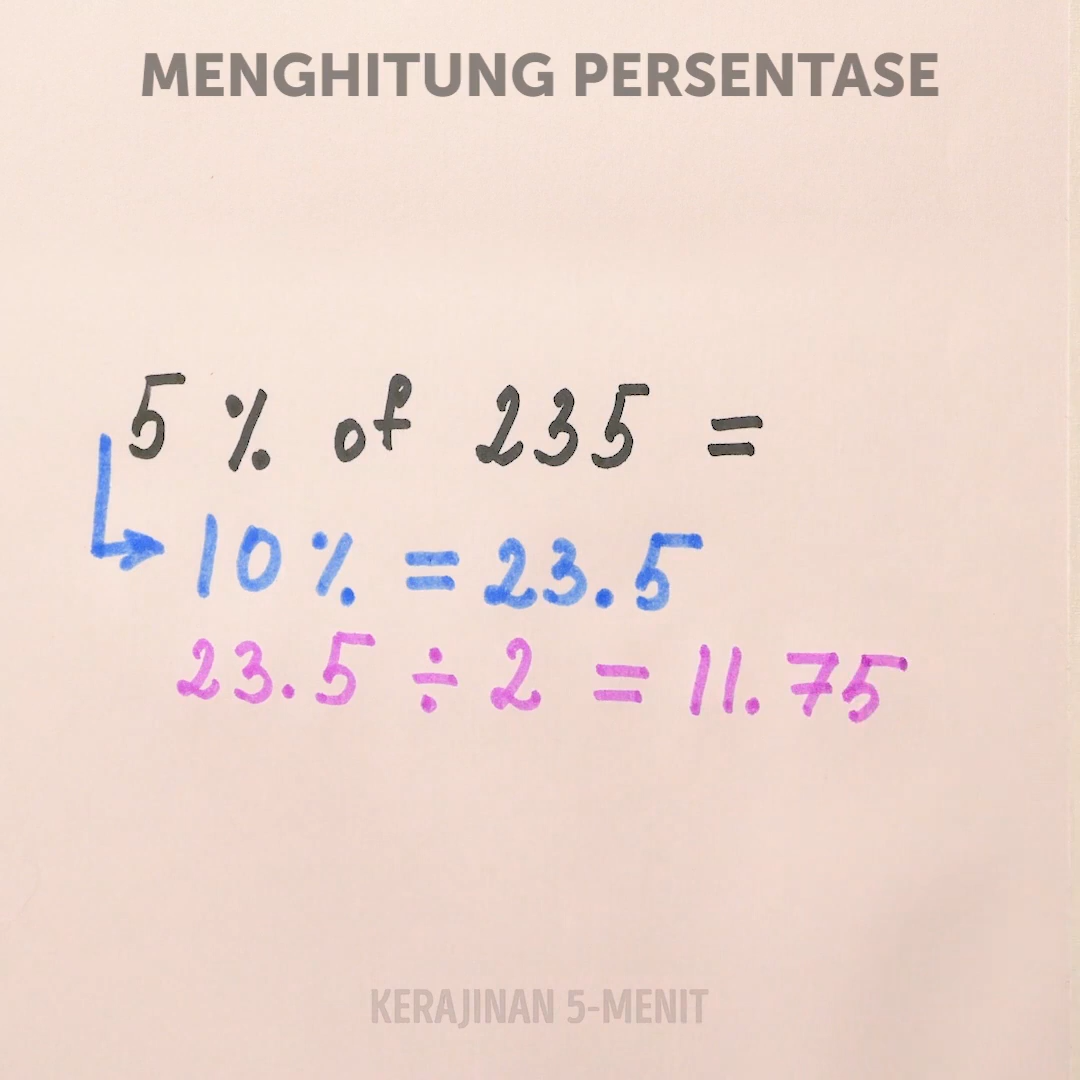 MENGHITUNG PERSENTASE
5 % of 235 =
10% = 23.5
23.5 ÷ 2 = 11.75
KERAJINAN 5-MENIT